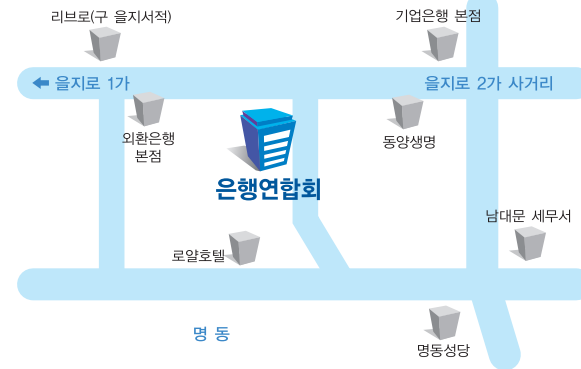 리브로(구 을지서적)
기업은행 본점
을지로 1가
을지로 2가 사거리
외환은행
본점
동양생명
은행연합회
남대문 세무서
로얄호텔
명 동
명동성당